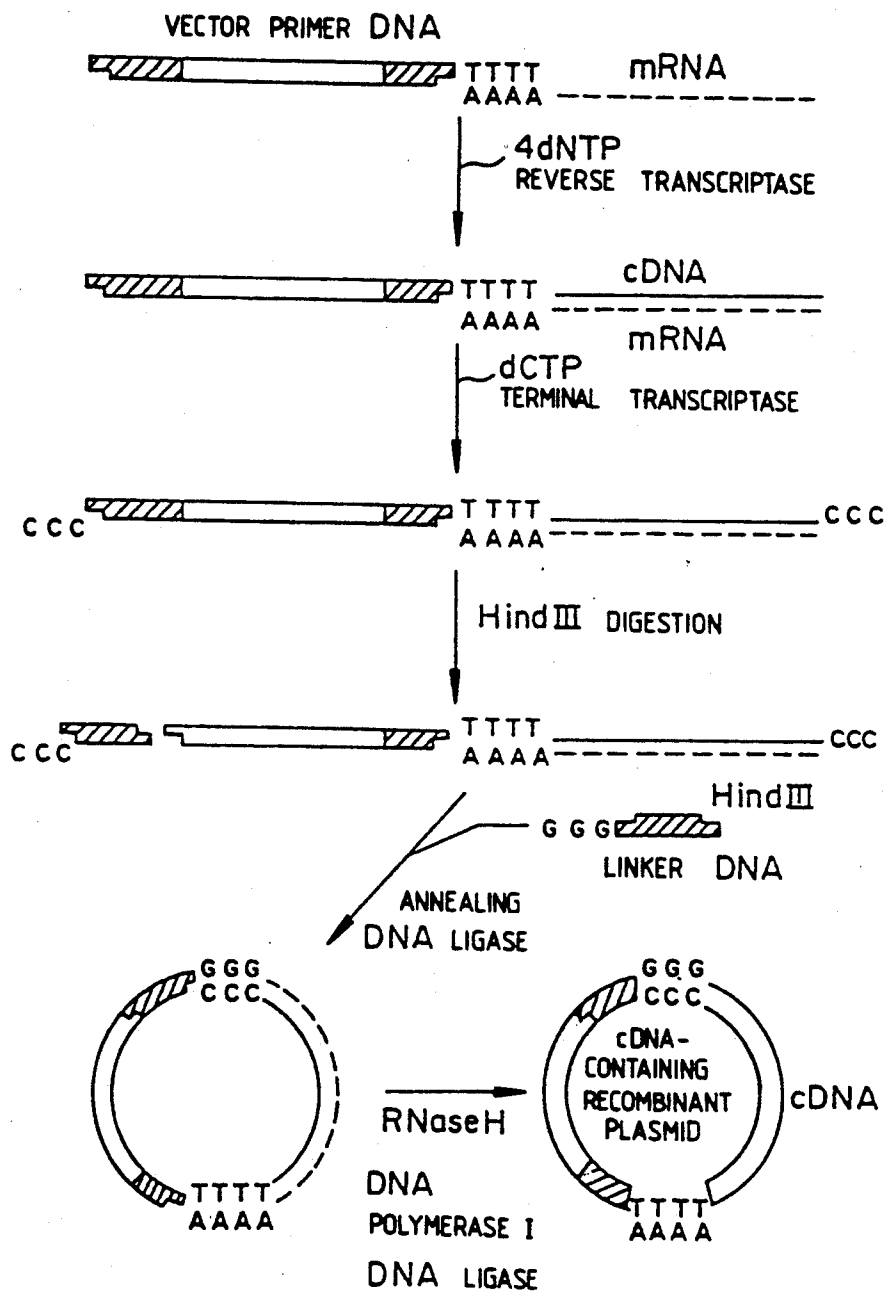 VECTOR PRIMER DNA
TTTT mRNA
AAAA
4dNTP
REVERSE TRANSCRIPTASE
TTTT cDNA
AAAA mRNA
dCTP
TERMINAL TRANSCRIPTASE
CCC TTTT CCC
AAAA
HindIII DIGESTION
CCC TTTT CCC
AAAA
HindIII
GGG
LINKER DNA
ANNEALING
DNA LIGASE
GGG
CCC
TTTT
AAAA
RNaseH
DNA
POLYMERASE I
DNA LIGASE
GGG
CCC
cDNA-
CONTAINING
RECOMBINANT
PLASMID
cDNA
TTTT
AAAA